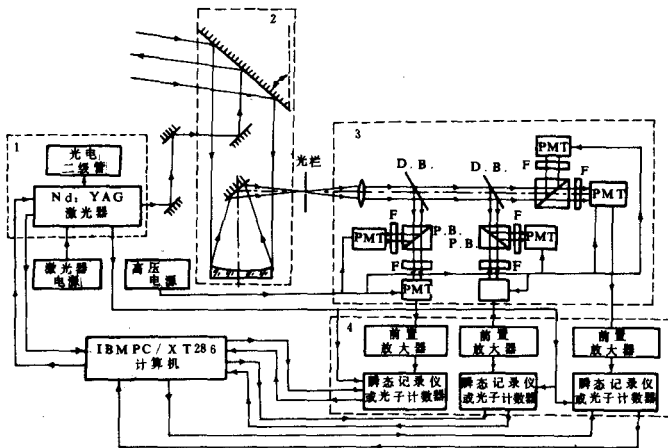 2
1
光电
二级管
Nd: YAG
激光器
激光器
电源
高压
电源
光栏
3
D.B.
D.B.
PMT
F
F
PMT
F
P.B.
P.B.
F
PMT
PMT
F
F
PMT
4
前置
放大器
前置
放大器
前置
放大器
IBMPC/XT286
计算机
瞬态记录仪
或光子计数器
瞬态记录仪
或光子计数器
瞬态记录仪
或光子计数器